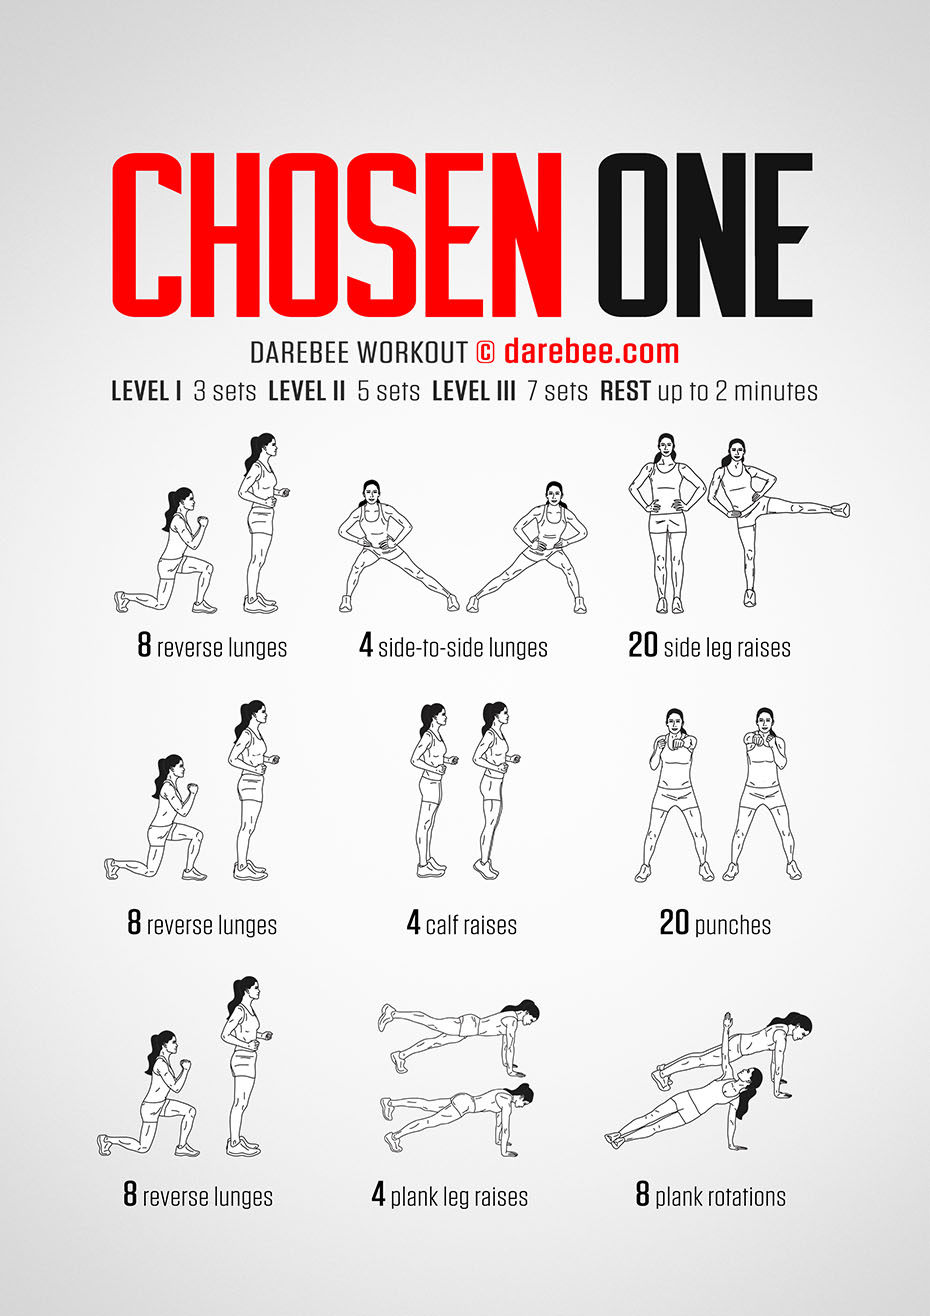 CHOSEN ONE
DAREBEE WORKOUT © darebee.com
LEVEL I 3 sets LEVEL II 5 sets LEVEL III 7 sets REST up to 2 minutes
8 reverse lunges
4 side-to-side lunges
20 side leg raises
8 reverse lunges
4 calf raises
20 punches
8 reverse lunges
4 plank leg raises
8 plank rotations